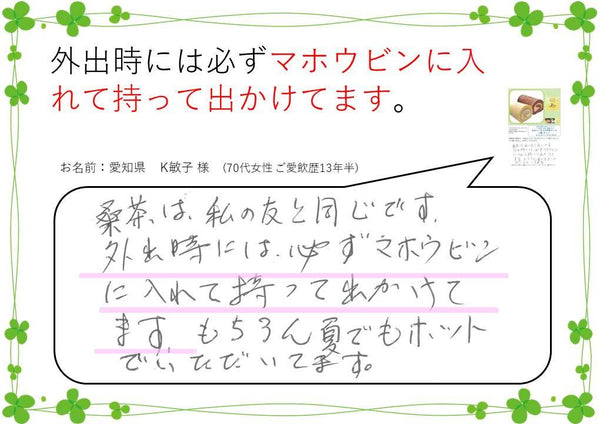 外出時には必ずマホウビンに入
れて持って出かけてます。
お名前：愛知県　K敏子 様　(70代女性 ご愛飲歴13年半)
桑茶は、私の友と同じです。
外出時には、必ずマホウビン
に入れて持って出かけて
ます。もちろん夏でもホット
でいただいてます。